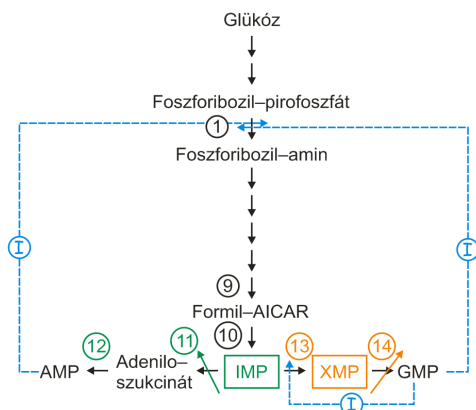 Glükóz
Foszforibozil–pirofoszfát
1
Foszforibozil–amin
I
I
9
Formil–AICAR
10
12
11
13
14
AMP
Adenilo–
szukcinát
IMP
XMP
GMP
I